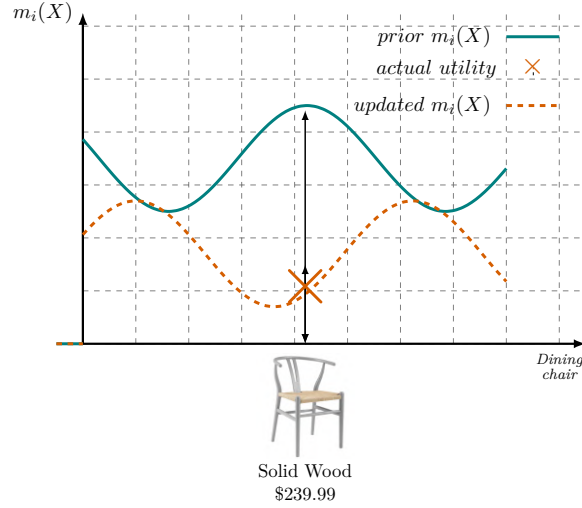 m_i(X)
prior m_i(X)
actual utility
updated m_i(X)
Dining
chair
Solid Wood
$239.99